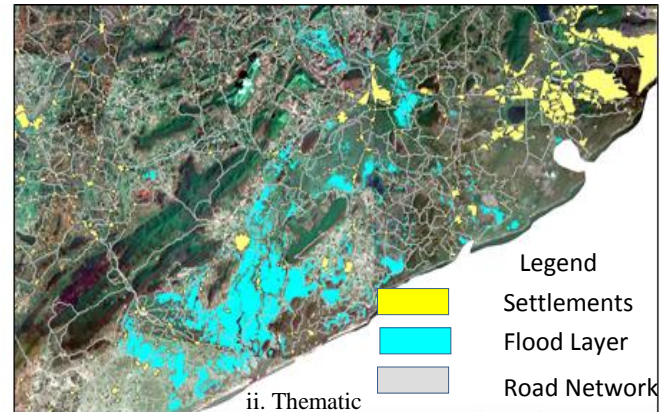 Legend
Settlements
Flood Layer
Road Network
ii. Thematic